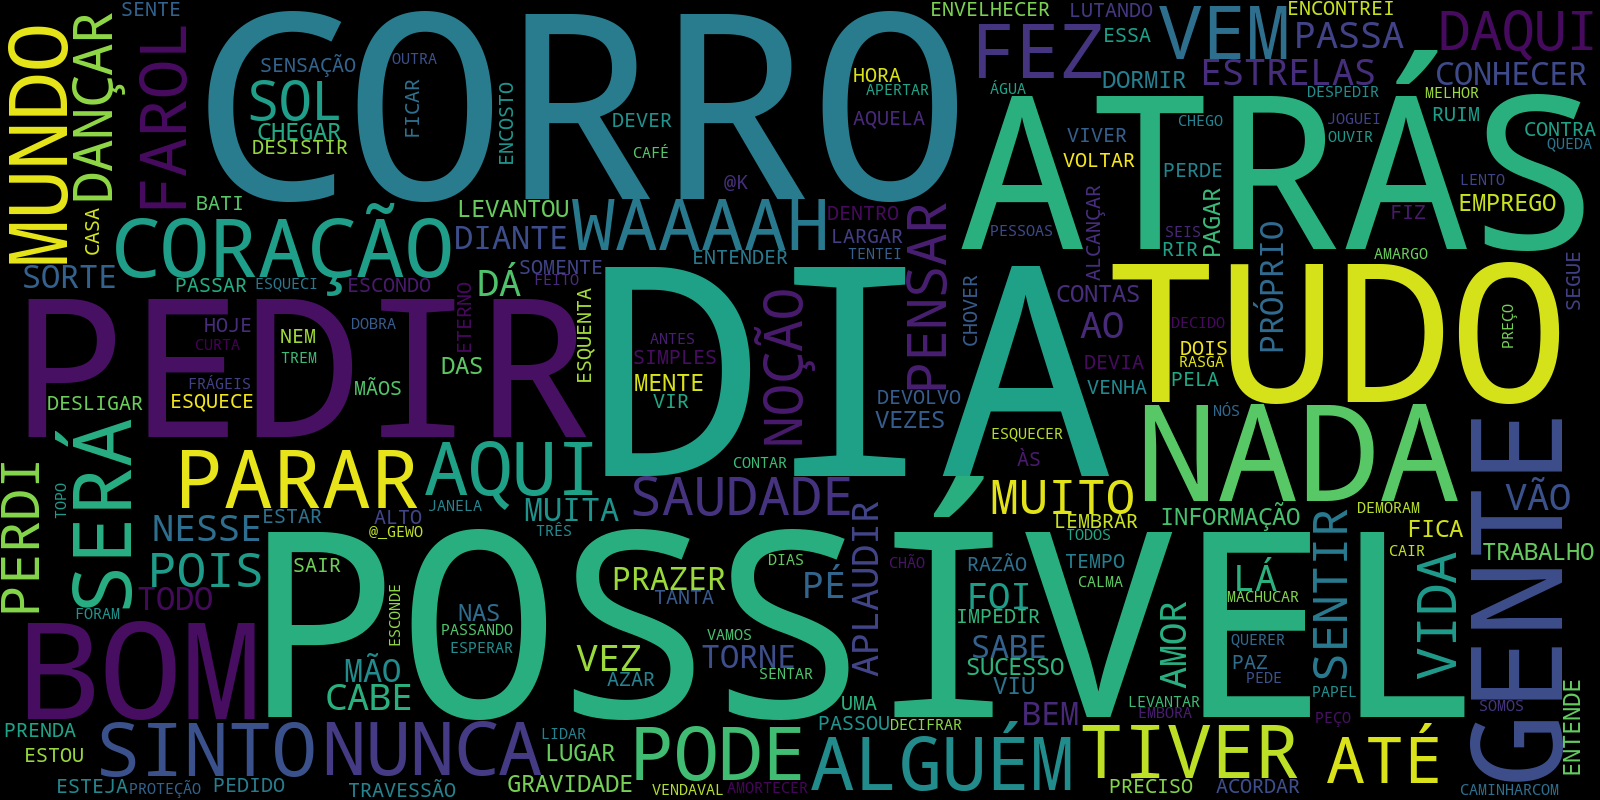 SENTE
MUNDO
DANÇAR
FAROL
CORRO
SENSAÇÃO
OUTRA
SOL
FICAR
CHEGAR
DESISTIR
ENCOSTO
DEVER
CAFÉ
@K
HORA
APERTAR
AQUELA
ENVELHECER
LUTANDO
ESSA
FEZ
VEM
ENCONTREI
PASSA
DAQUI
ÁGUA
DORMIR
ESTRELAS
CONHECER
DESPEDIR
MELHOR
ATRÁS
CHEGO
JOGUEI
OUVIR
RUIM
CONTRA
QUEDA
VIVER
VOLTAR
PERDE
LENTO
EMPREGO
FIZ
SEIS
RIR
PAGAR
AMARGO
PESSOAS
ALCANÇAR
CASA
BATI
CORAÇÃO
LEVANTOU
DIANTE
WAAAAH
DENTRO
LARGAR
TENTEI
ENTENDER
PENSAR
SORTE
PASSAR
ESQUECI
ESCONDO
SOMENTE
FEITO
DÁ
ETERNO
PEDIR
HOJE
CURTA
NEM
TREM
DOBRA
FRÁGEIS
ESQUECE
MÃOS
DAS
ESQUENTA
DESLIGAR
DIA
ANTES
SIMPLES
MENTE
VIR
NOÇÃO
CHOVER
DEVOLVO
VEZES
CONTAS
AO
DEVIA
VENHA
PRÓPRIO
SEGUE
TUDO
DECIDO
DOIS
RASGA
PELA
PREÇO
NÓS
NADA
ESQUECER
ÀS
CONTAR
PERDI
TOPO
SERÁ
PARAR
AQUI
JANELA
MUITA
TRÊS
SAUDADE
MUITO
LEMBRAR
TODOS
INFORMAÇÃO
DEMORAM
FICA
CAIR
VÃO
TRABALHO
GENTE
NESSE
ESTAR
ALTO
@_GEWO
POIS
TODO
FORAM
SAIR
POSSÍVEL
ESCONDE
NAS
PASSANDO
ESPERAR
PRAZER
TANTA
DIAS
PÉ
APLAUDIR
CHÃO
RAZÃO
TEMPO
CALMA
FOI
IMPEDIR
SABE
SUCESSO
VIU
AMOR
LÁ
MACHUCAR
QUERER
PAZ
PEDE
SENTIR
VIDA
PAPEL
BOM
MÃO
CABE
VEZ
AZAR
VAMOS
TORNE
SENTAR
UMA
PASSOU
DECIFRAR
BEM
LEVANTAR
EMBORA
PEÇO
SOMOS
ENTENDE
PRENDA
ESTOU
SINTO
NUNCA
LIDAR
LUGAR
PODE
ALGUÉM
TIVER
ATÉ
ESTEJA
PROTEÇÃO
PEDIDO
TRAVESSÃO
GRAVIDADE
VENDAVAL
AMORTECER
PRECISO
ACORDAR
CAMINHARCOM